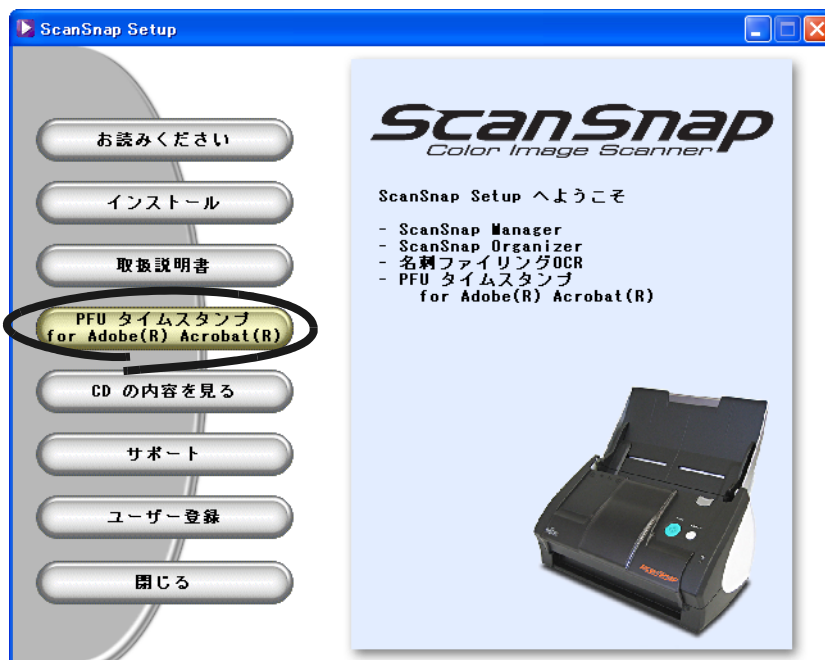 ScanSnap Setup
お読みください
インストール
取扱説明書
PFU タイムスタンプ
for Adobe(R) Acrobat(R)
CD の内容を見る
サポート
ユーザー登録
閉じる
ScanSnap
Color Image Scanner
ScanSnap Setup へようこそ
- ScanSnap Manager
- ScanSnap Organizer
- 名刺ファイリングOCR
- PFU タイムスタンプ
for Adobe(R) Acrobat(R)
ScanSnap